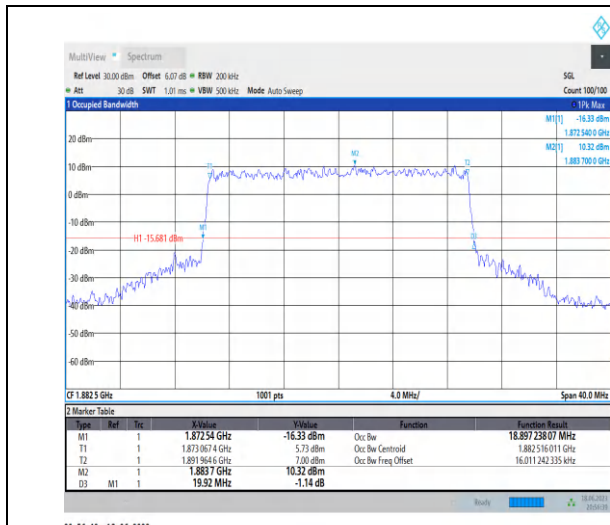 MultiView Spectrum
Ref Level 30.00 dBm Offset 6.07 dB RBW 200 kHz SGL
Att 30 dB SWT 1.01 ms VBW 500 kHz Mode Auto Sweep Count 100/100
1 Occupied Bandwidth 1Pk Max
M1[1] -16.33 dBm
1.872 540 0 GHz
M2[1] 10.32 dBm
1.883 700 0 GHz
20 dBm
M2
T1 T2
10 dBm
0 dBm
-10 dBm
M1
H1 -15.681 dBm
D3
-20 dBm
-30 dBm
-40 dBm
-50 dBm
-60 dBm
CF 1.882 5 GHz 1001 pts 4.0 MHz/ Span 40.0 MHz
2 Marker Table
Type Ref Trc X-Value Y-Value Function Function Result
M1 1 1.872 54 GHz -16.33 dBm Occ Bw 18.897 238 07 MHz
T1 1 1.873 067 4 GHz 5.73 dBm Occ Bw Centroid 1.882 516 011 GHz
T2 1 1.891 964 6 GHz 7.00 dBm Occ Bw Freq Offset 16.011 242 335 kHz
M2 1 1.883 7 GHz 10.32 dBm
D3 M1 1 19.92 MHz -1.14 dB
Ready